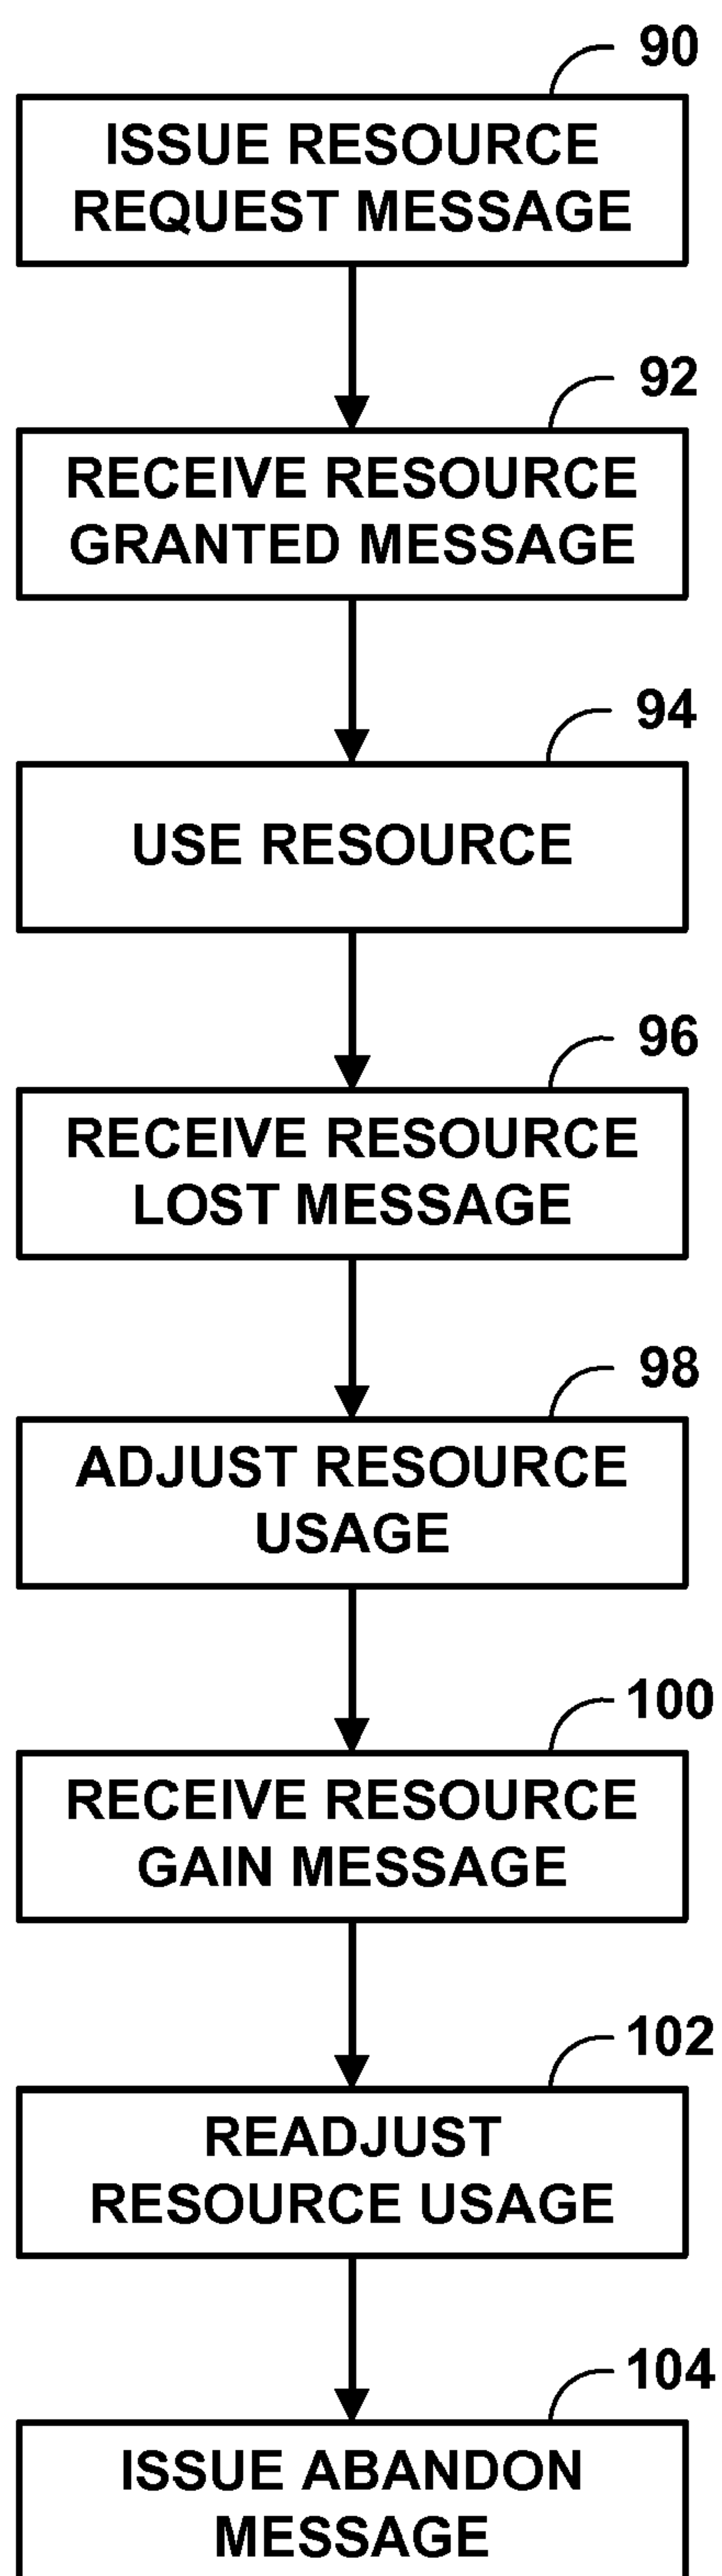 90
ISSUE RESOURCE
REQUEST MESSAGE
92
RECEIVE RESOURCE
GRANTED MESSAGE
94
USE RESOURCE
96
RECEIVE RESOURCE
LOST MESSAGE
98
ADJUST RESOURCE
USAGE
100
RECEIVE RESOURCE
GAIN MESSAGE
102
READJUST
RESOURCE USAGE
104
ISSUE ABANDON
MESSAGE